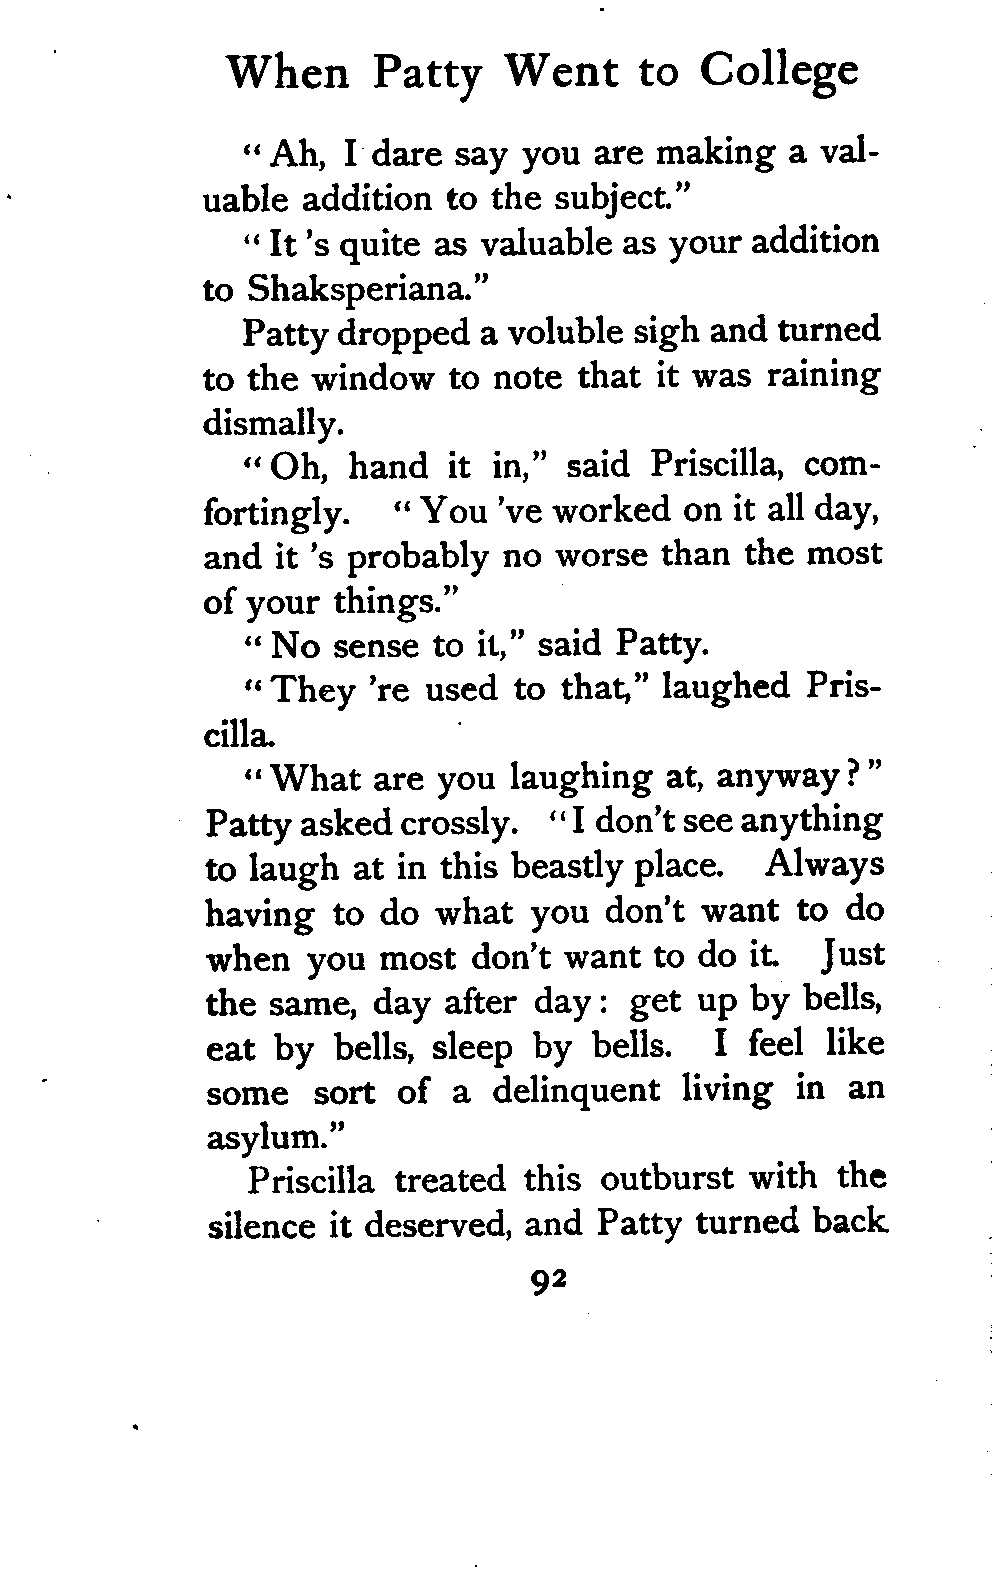 When Patty Went to College
“Ah, I dare say you are making a val-
uable addition to the subject.”
“It 's quite as valuable as your addition
to Shaksperiana.”
Patty dropped a voluble sigh and turned
to the window to note that it was raining
dismally.
“Oh, hand it in,” said Priscilla, com-
fortingly. “You 've worked on it all day,
and it 's probably no worse than the most
of your things.”
“No sense to it,” said Patty.
“They 're used to that,” laughed Pris-
cilla.
“What are you laughing at, anyway?”
Patty asked crossly. “I don't see anything
to laugh at in this beastly place. Always
having to do what you don't want to do
when you most don't want to do it. Just
the same, day after day: get up by bells,
eat by bells, sleep by bells. I feel like
some sort of a delinquent living in an
asylum.”
Priscilla treated this outburst with the
silence it deserved, and Patty turned back
92